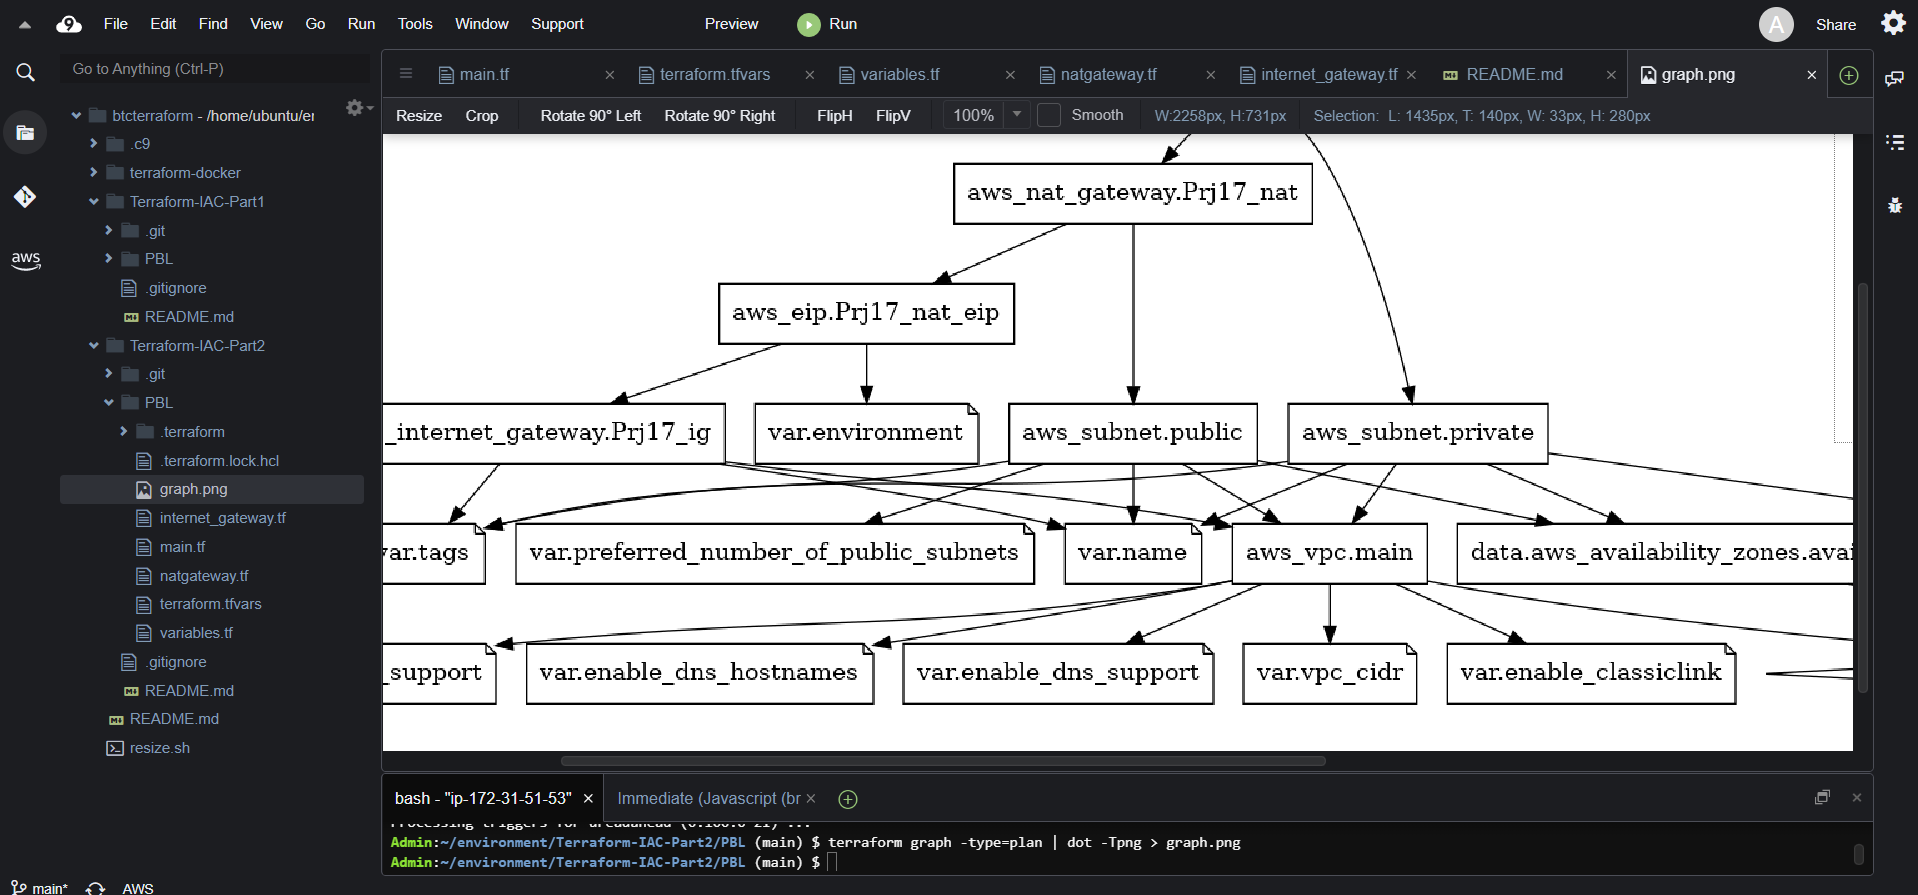 File Edit Find View Go Run Tools Window Support Preview Run A Share
Go to Anything (Ctrl-P)
btcterraform - /home/ubuntu/er
.c9
terraform-docker
Terraform-IAC-Part1
.git
PBL
.gitignore
README.md
Terraform-IAC-Part2
.git
PBL
.terraform
.terraform.lock.hcl
graph.png
internet_gateway.tf
main.tf
natgateway.tf
terraform.tfvars
variables.tf
.gitignore
README.md
README.md
resize.sh
aws
main.tf terraform.tfvars variables.tf natgateway.tf internet_gateway.tf README.md graph.png
Resize Crop Rotate 90° Left Rotate 90° Right FlipH FlipV 100% Smooth W:2258px, H:731px Selection: L: 1435px, T: 140px, W: 33px, H: 280px
aws_nat_gateway.Prj17_nat
aws_eip.Prj17_nat_eip
_internet_gateway.Prj17_ig var.environment aws_subnet.public aws_subnet.private
var.tags var.preferred_number_of_public_subnets var.name aws_vpc.main data.aws_availability_zones.avai
_support var.enable_dns_hostnames var.enable_dns_support var.vpc_cidr var.enable_classiclink
bash - "ip-172-31-51-53" Immediate (Javascript (br
Admin:~/environment/Terraform-IAC-Part2/PBL (main) $ terraform graph -type=plan | dot -Tpng > graph.png
Admin:~/environment/Terraform-IAC-Part2/PBL (main) $
main* AWS